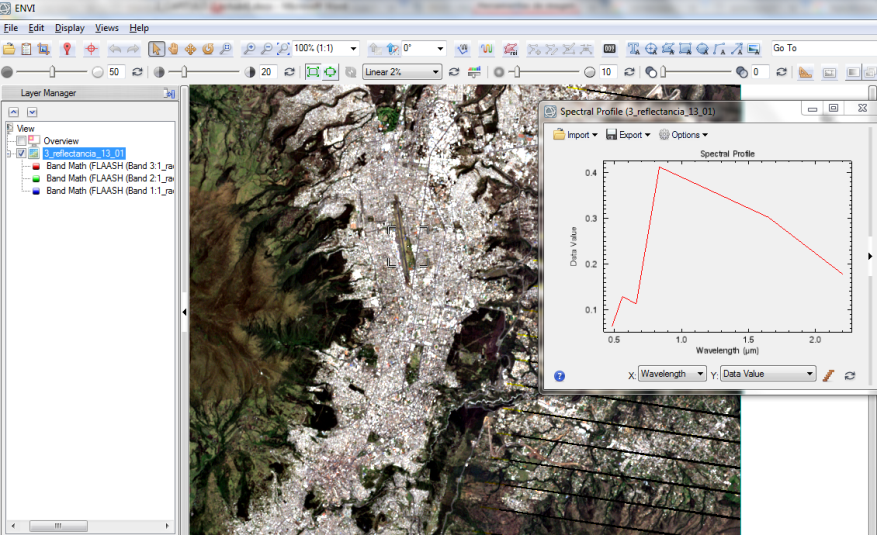 ENVI
File Edit Display Views Help
100% (1:1) 0° Go To
50 20 Linear 2% 10 0
Layer Manager
View
Overview
3_reflectancia_13_01
Band Math (FLAASH (Band 3:1_ra
Band Math (FLAASH (Band 2:1_ra
Band Math (FLAASH (Band 1:1_ra
Spectral Profile (3_reflectancia_13_01)
Import Export Options
Spectral Profile
Data Value
0.4
0.3
0.2
0.1
0.5 1.0 1.5 2.0
Wavelength (µm)
X: Wavelength Y: Data Value